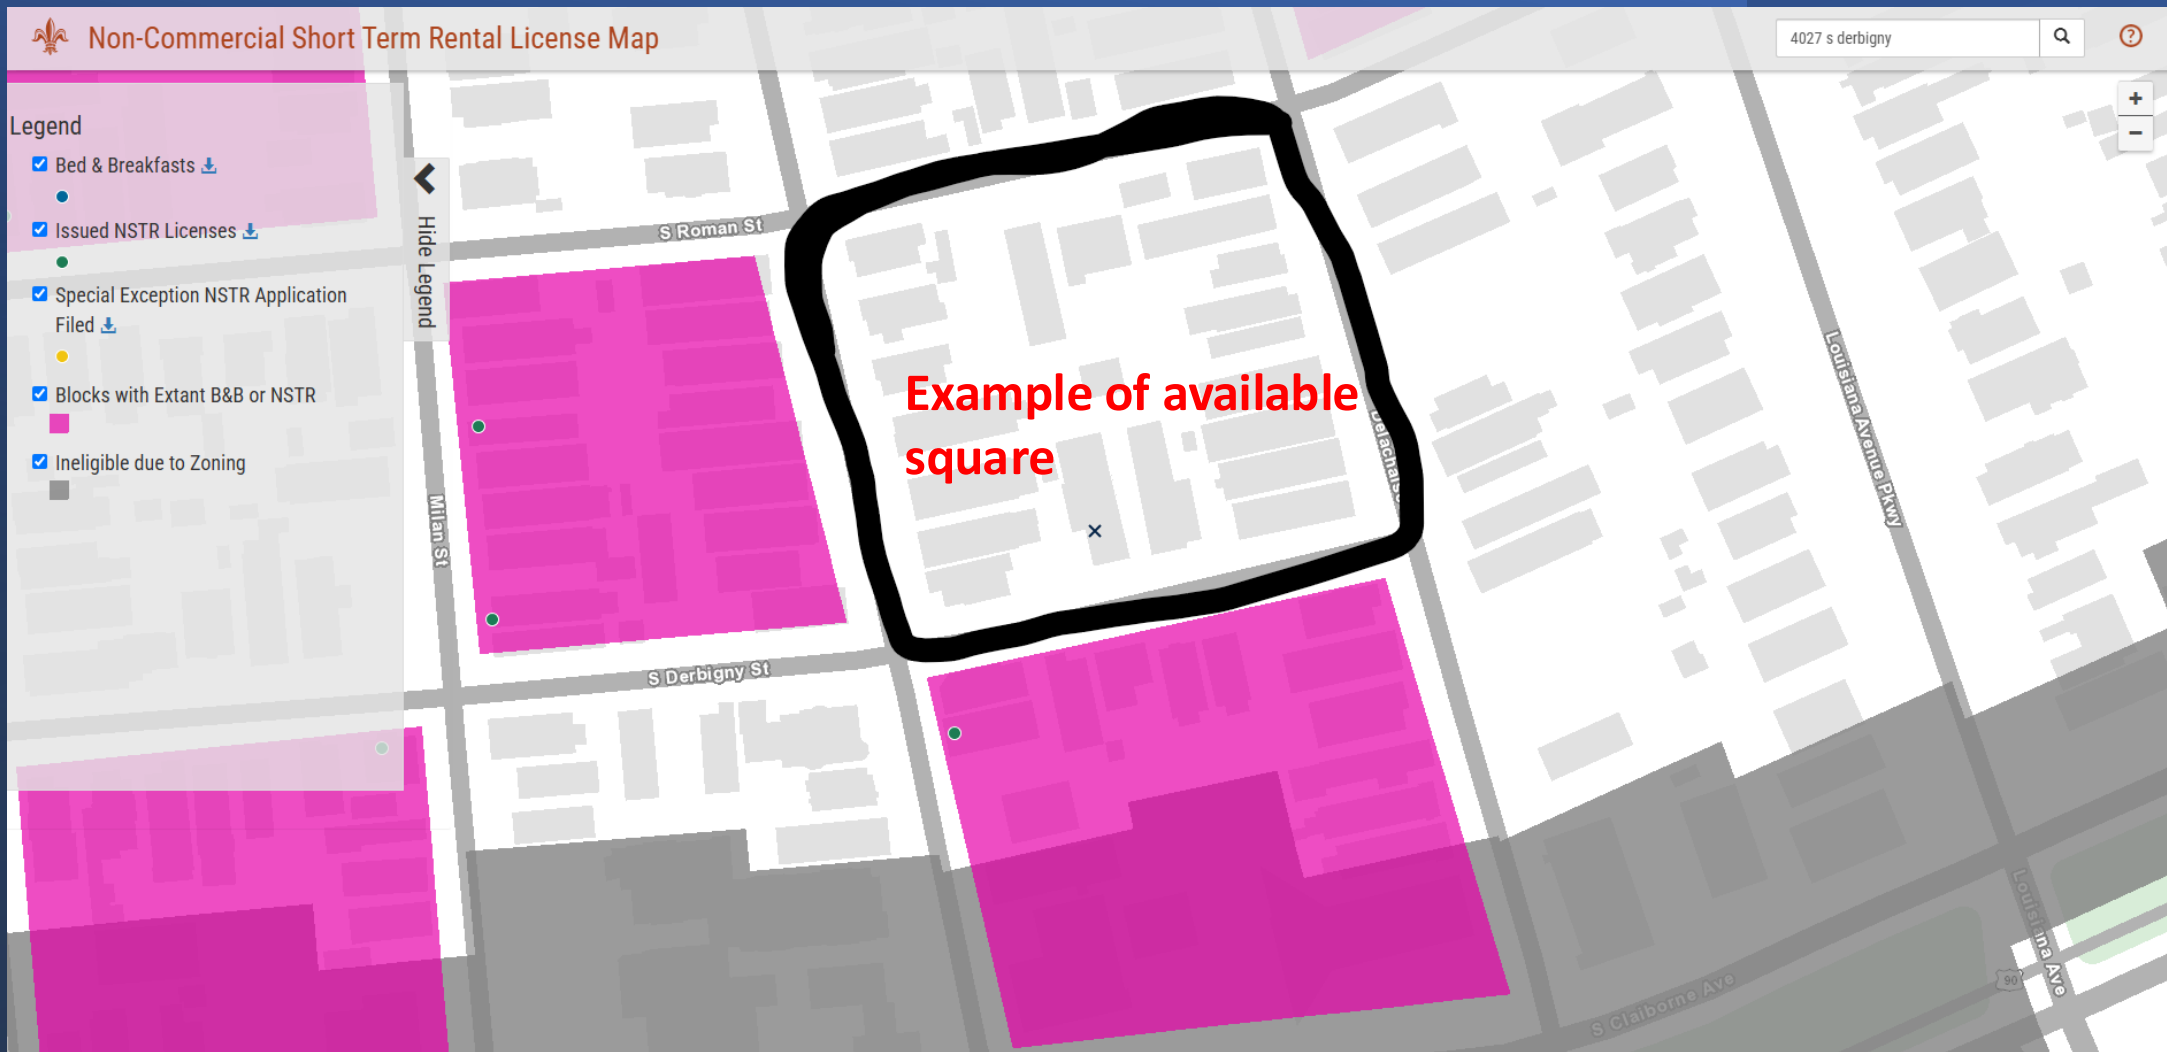 Non-Commercial Short Term Rental License Map
4027 s derbigny
?
+
−
Legend
Bed & Breakfasts
Issued NSTR Licenses
Special Exception NSTR Application
Filed
Blocks with Extant B&B or NSTR
Ineligible due to Zoning
Hide Legend
S Roman St
Milan St
S Derbigny St
Example of available
square
Louisiana Avenue Pkwy
Louisiana Ave
S Claiborne Ave
90